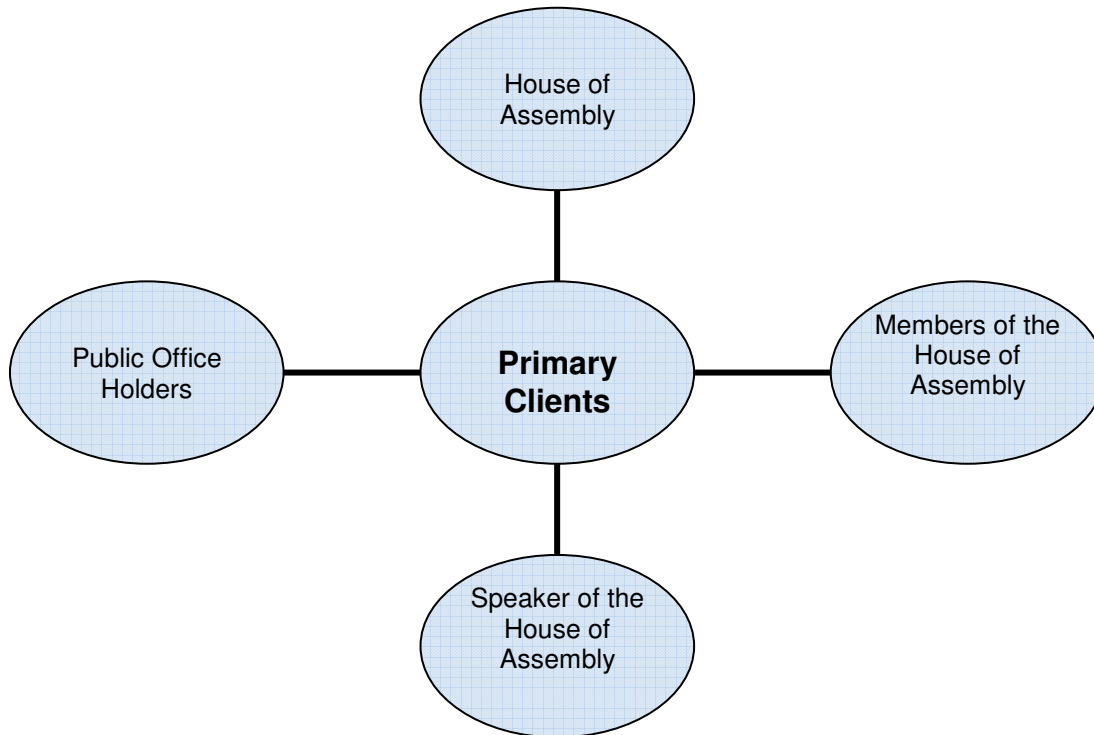 House of
Assembly
Public Office
Holders
Primary
Clients
Members of the
House of
Assembly
Speaker of the
House of
Assembly